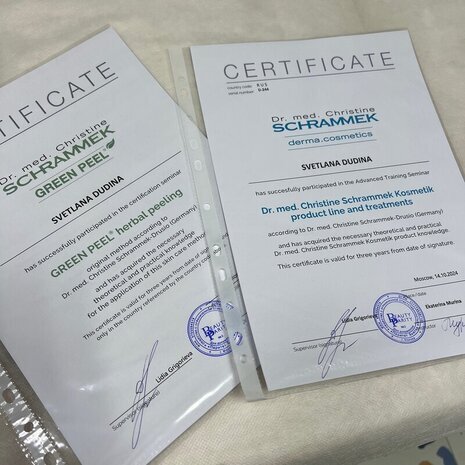 CERTIFICATE
Dr. med. Christine
SCHRAMMEK
GREEN PEEL®
SVETLANA DUDINA
has successfully participated in the certification seminar
GREEN PEEL® herbal peeling
original method according to
Dr. med. Christine Schrammek-Drusio (Germany)
and has acquired the necessary
theoretical and practical knowledge
for the application of this skin care method
This certificate is valid for three years from date of signature
only in the country referenced by the country code
Lidia Grigorieva
Supervisor
CERTIFICATE
country code: RUS
serial number: D-244
Dr. med. Christine
SCHRAMMEK
derma.cosmetics
SVETLANA DUDINA
has succesfully participated in the Advanced Training Seminar
Dr. med. Christine Schrammek Kosmetik
product line and treatments
according to Dr. med. Christine Schrammek-Drusio (Germany)
and has acquired the necessary theoretical and practical
Dr. med. Christine Schrammek Kosmetik product knowledge.
This certificate is valid for three years from date of signature.
Moscow, 14.10.2024
/date
Lidia Grigorieva
Ekaterina Murina
Supervisor
BEAUTY